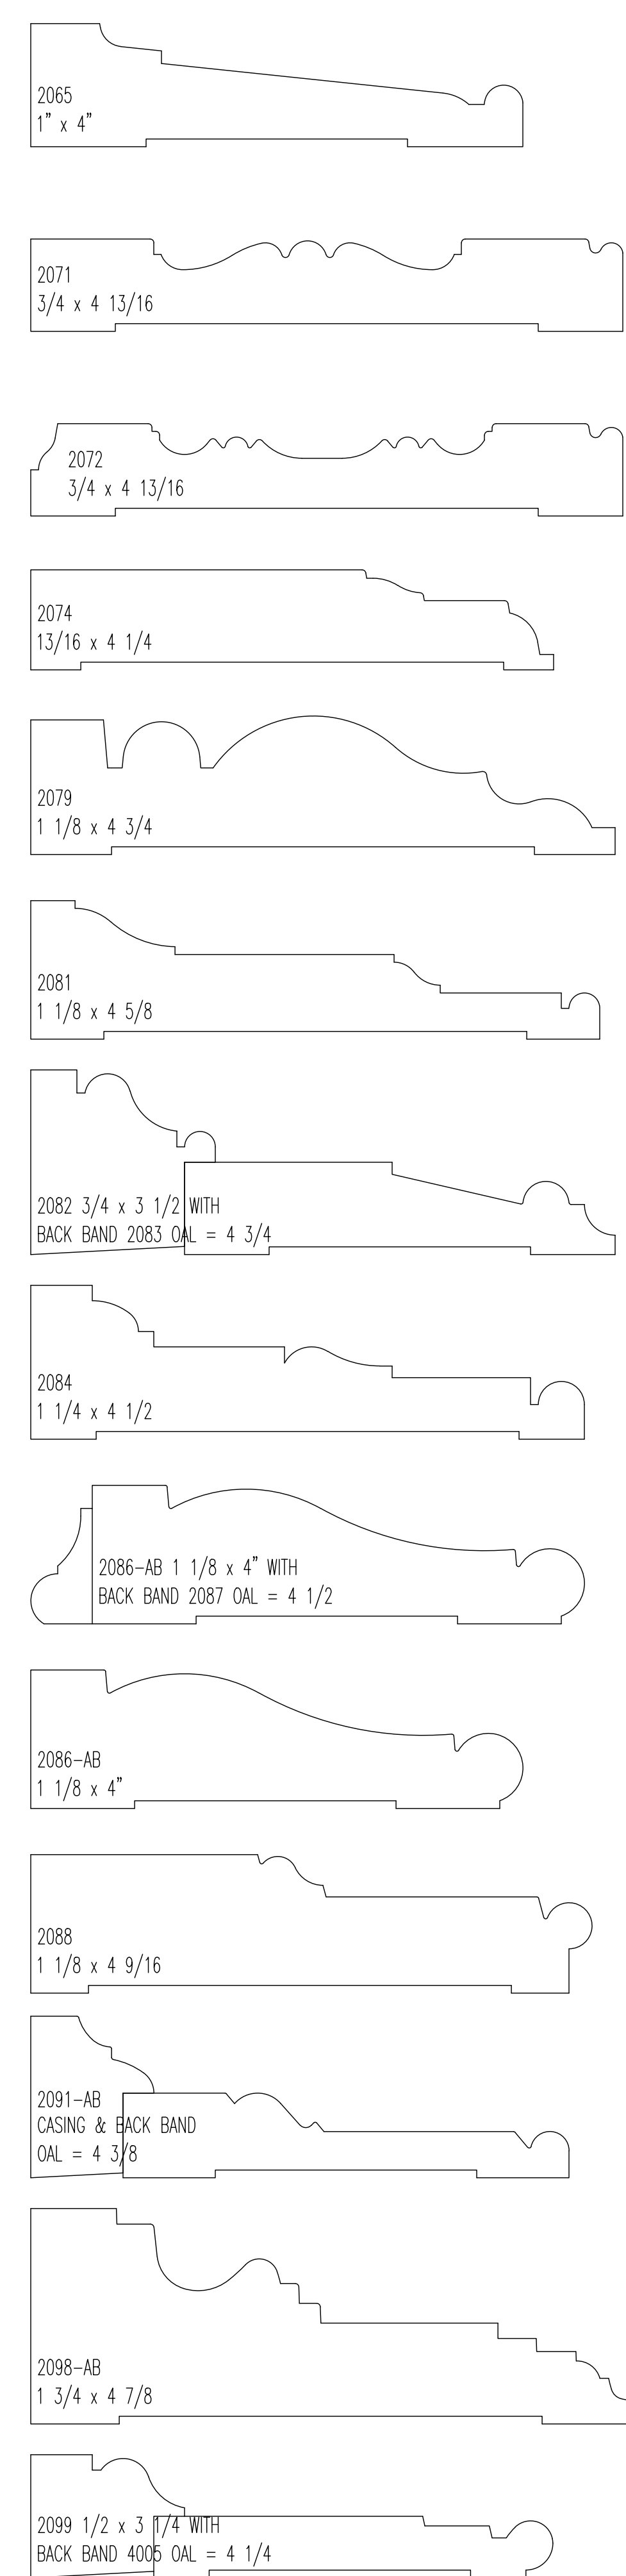 2065
1” x 4”
2071
3/4 x 4 13/16
2072
3/4 x 4 13/16
2074
13/16 x 4 1/4
2079
1 1/8 x 4 3/4
2081
1 1/8 x 4 5/8
2082 3/4 x 3 1/2 WITH
BACK BAND 2083 OAL = 4 3/4
2084
1 1/4 x 4 1/2
2086-AB 1 1/8 x 4” WITH
BACK BAND 2087 OAL = 4 1/2
2086-AB
1 1/8 x 4”
2088
1 1/8 x 4 9/16
2091-AB
CASING & BACK BAND
OAL = 4 3/8
2098-AB
1 3/4 x 4 7/8
2099 1/2 x 3 1/4 WITH
BACK BAND 4005 OAL = 4 1/4